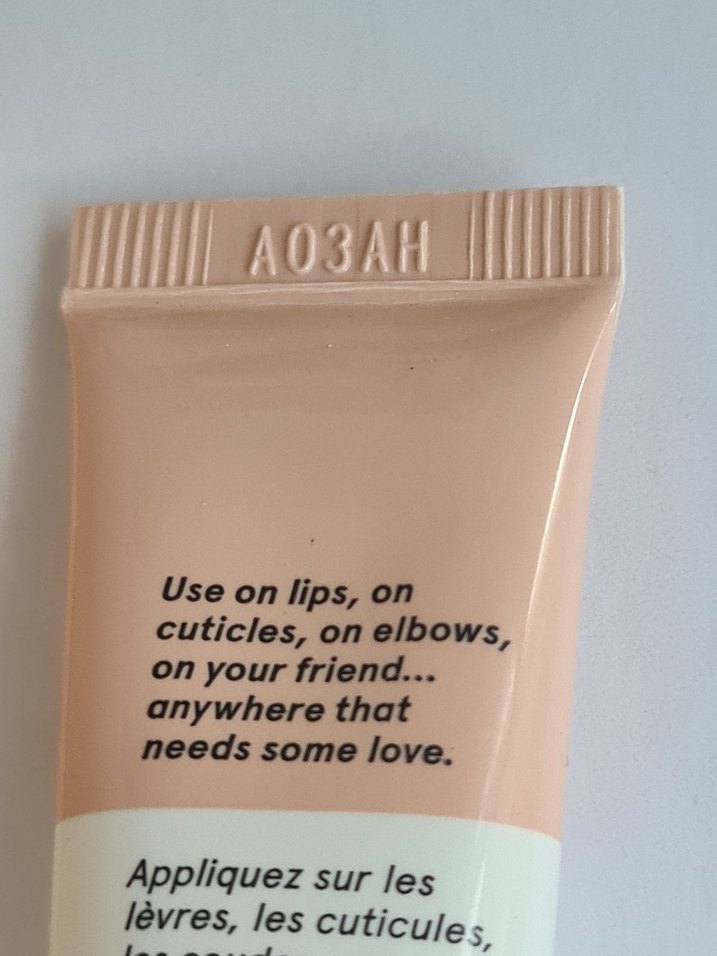 A03AH
Use on lips, on
cuticles, on elbows,
on your friend...
anywhere that
needs some love.
Appliquez sur les
lèvres, les cuticules,
les